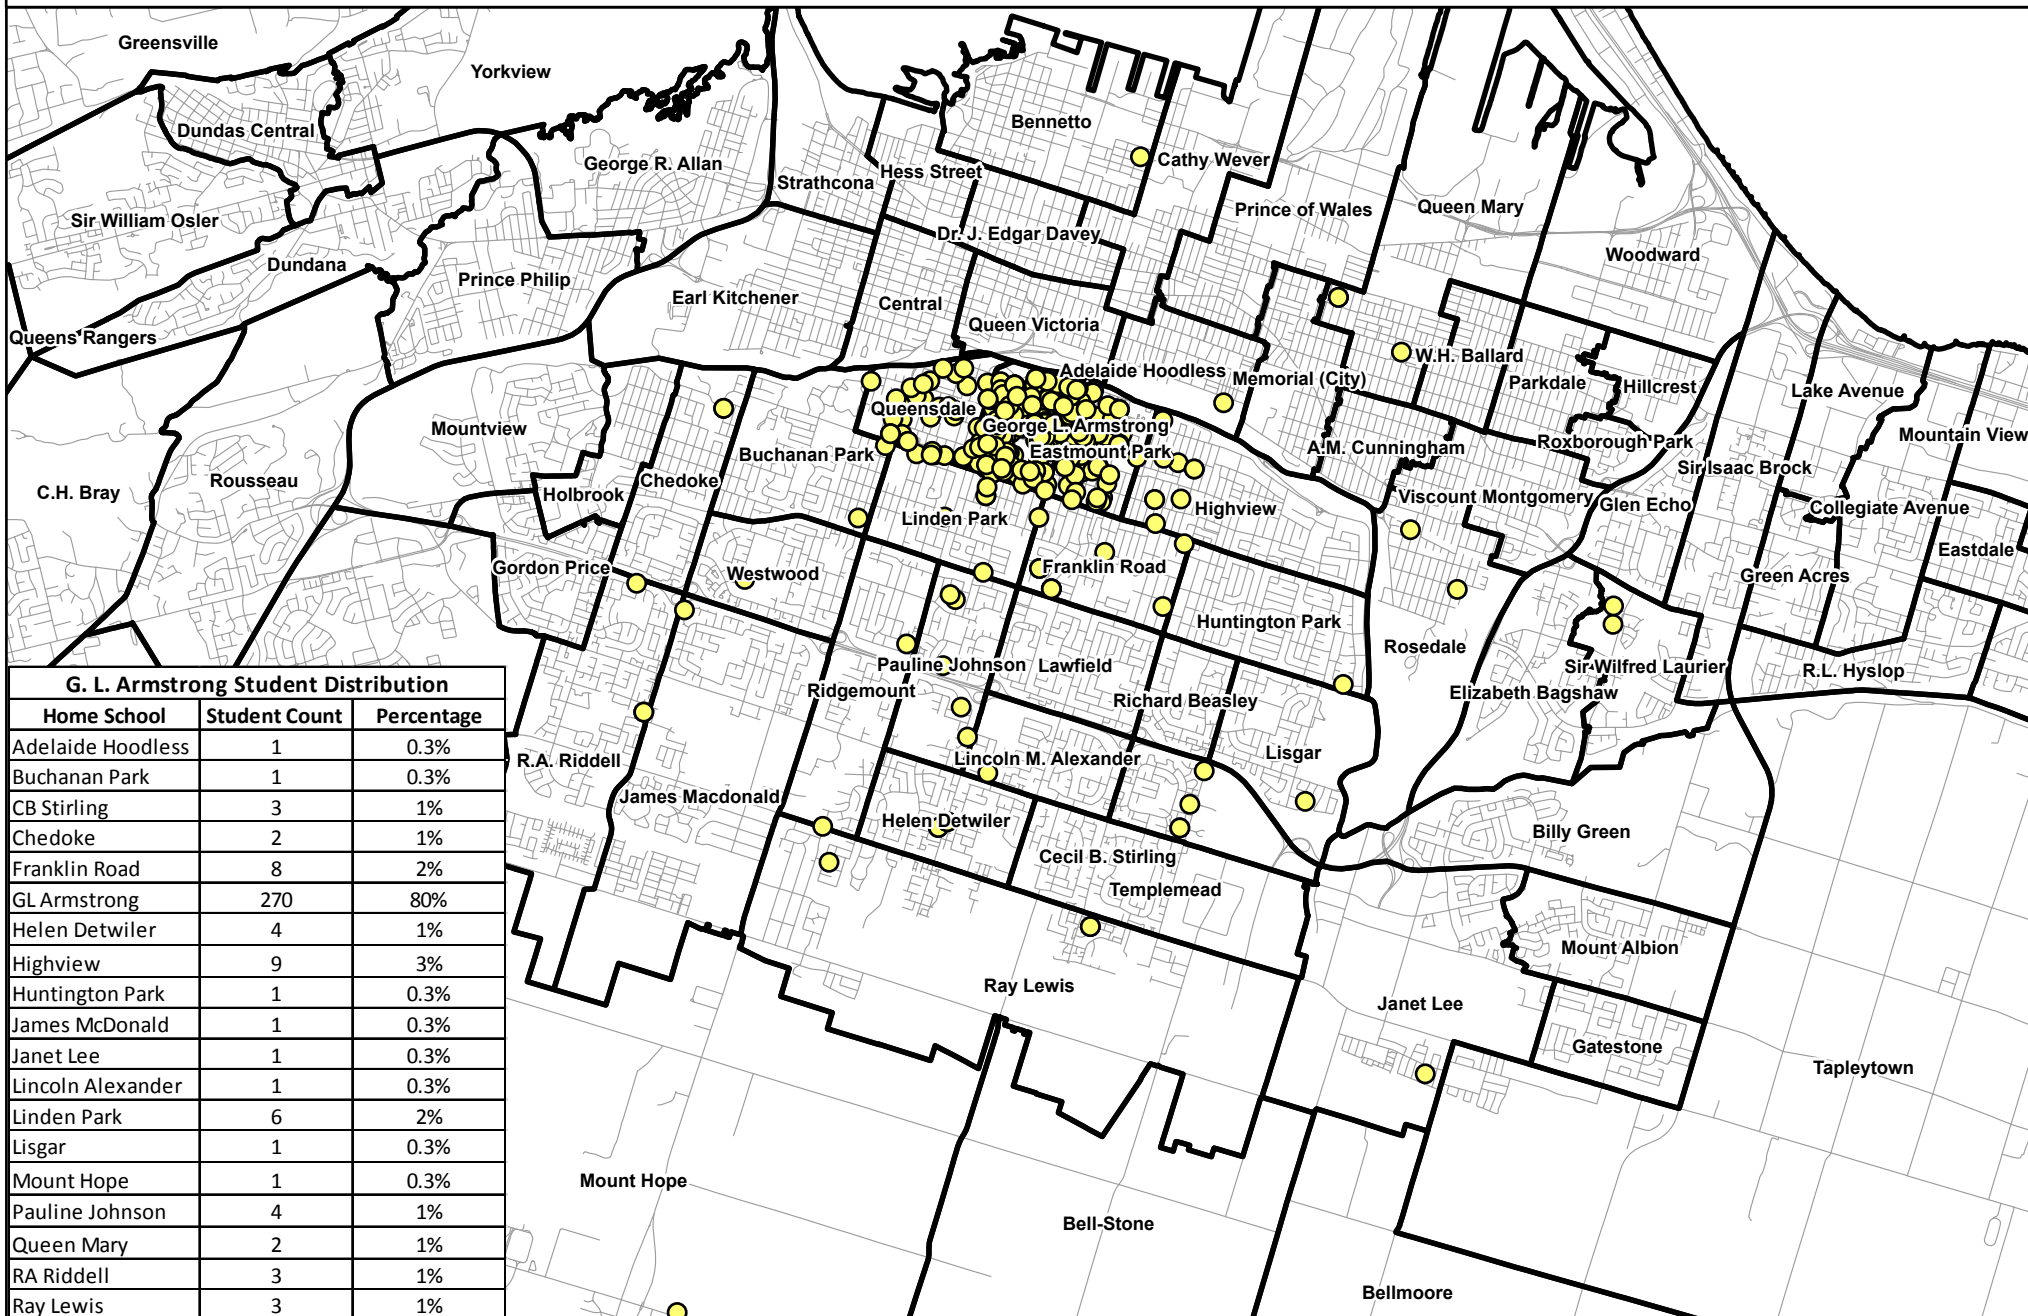 Greensville
Yorkview
Dundas Central
Bennetto
George R. Allan
Cathy Wever
Hess Street
Strathcona
Sir William Osler
Prince of Wales
Queen Mary
Dr. J. Edgar Davey
Woodward
Dundana
Prince Philip
Earl Kitchener
Central
Queen Victoria
Queens Rangers
W.H. Ballard
Adelaide Hoodless
Memorial (City)
Parkdale
Hillcrest
Lake Avenue
Queensdale
Mountview
George L. Armstrong
Mountain View
Roxborough Park
A.M. Cunningham
Eastmount Park
Buchanan Park
Sir Isaac Brock
Rousseau
Chedoke
C.H. Bray
Holbrook
Viscount Montgomery
Glen Echo
Collegiate Avenue
Highview
Linden Park
Eastdale
Gordon Price
Westwood
Franklin Road
Green Acres
Huntington Park
Rosedale
Pauline Johnson
Lawfield
Sir Wilfred Laurier
R.L. Hyslop
Ridgemount
Elizabeth Bagshaw
Richard Beasley
Lisgar
Lincoln M. Alexander
R.A. Riddell
James Macdonald
Helen Detwiler
Billy Green
Cecil B. Stirling
Templemead
Mount Albion
Ray Lewis
Janet Lee
Gatestone
Tapleytown
Mount Hope
Bell-Stone
Bellmoore
G. L. Armstrong Student Distribution
Home School Student Count Percentage
Adelaide Hoodless 1 0.3%
Buchanan Park 1 0.3%
CB Stirling 3 1%
Chedoke 2 1%
Franklin Road 8 2%
GL Armstrong 270 80%
Helen Detwiler 4 1%
Highview 9 3%
Huntington Park 1 0.3%
James McDonald 1 0.3%
Janet Lee 1 0.3%
Lincoln Alexander 1 0.3%
Linden Park 6 2%
Lisgar 1 0.3%
Mount Hope 1 0.3%
Pauline Johnson 4 1%
Queen Mary 2 1%
RA Riddell 3 1%
Ray Lewis 3 1%